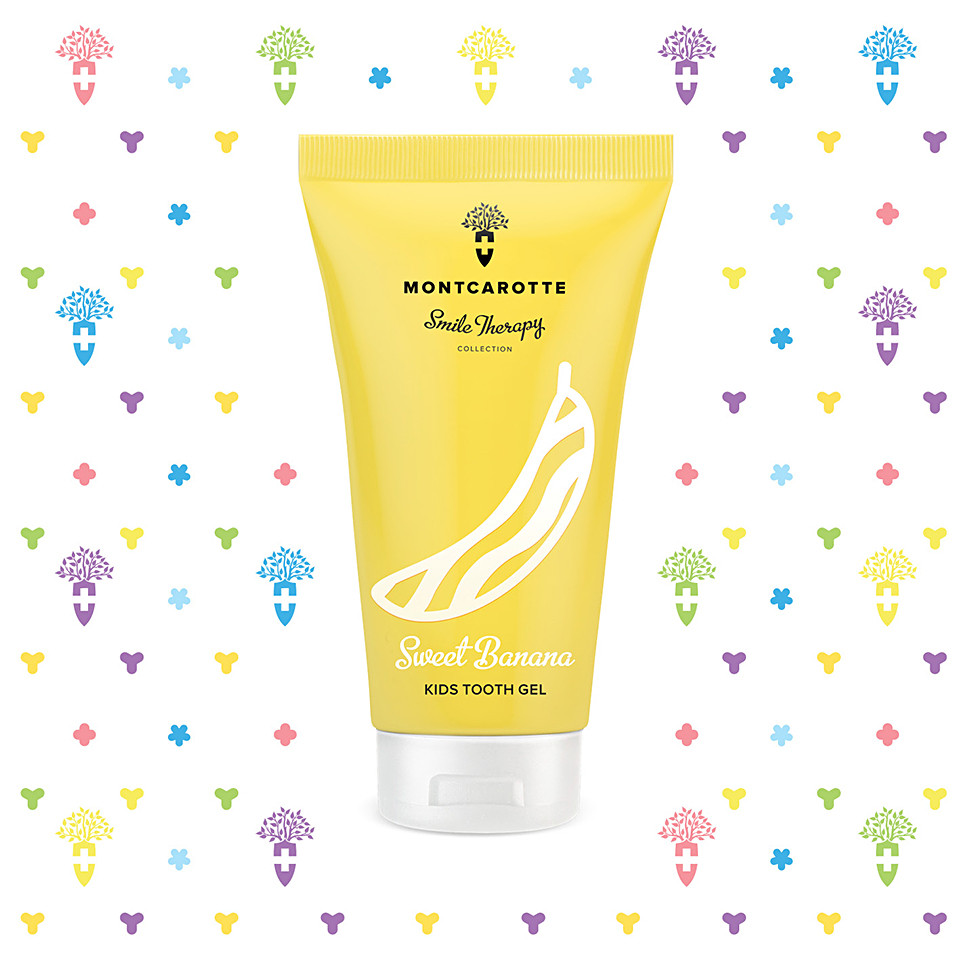 MONTCAROTTE
Smile Therapy
COLLECTION
Sweet Banana
KIDS TOOTH GEL